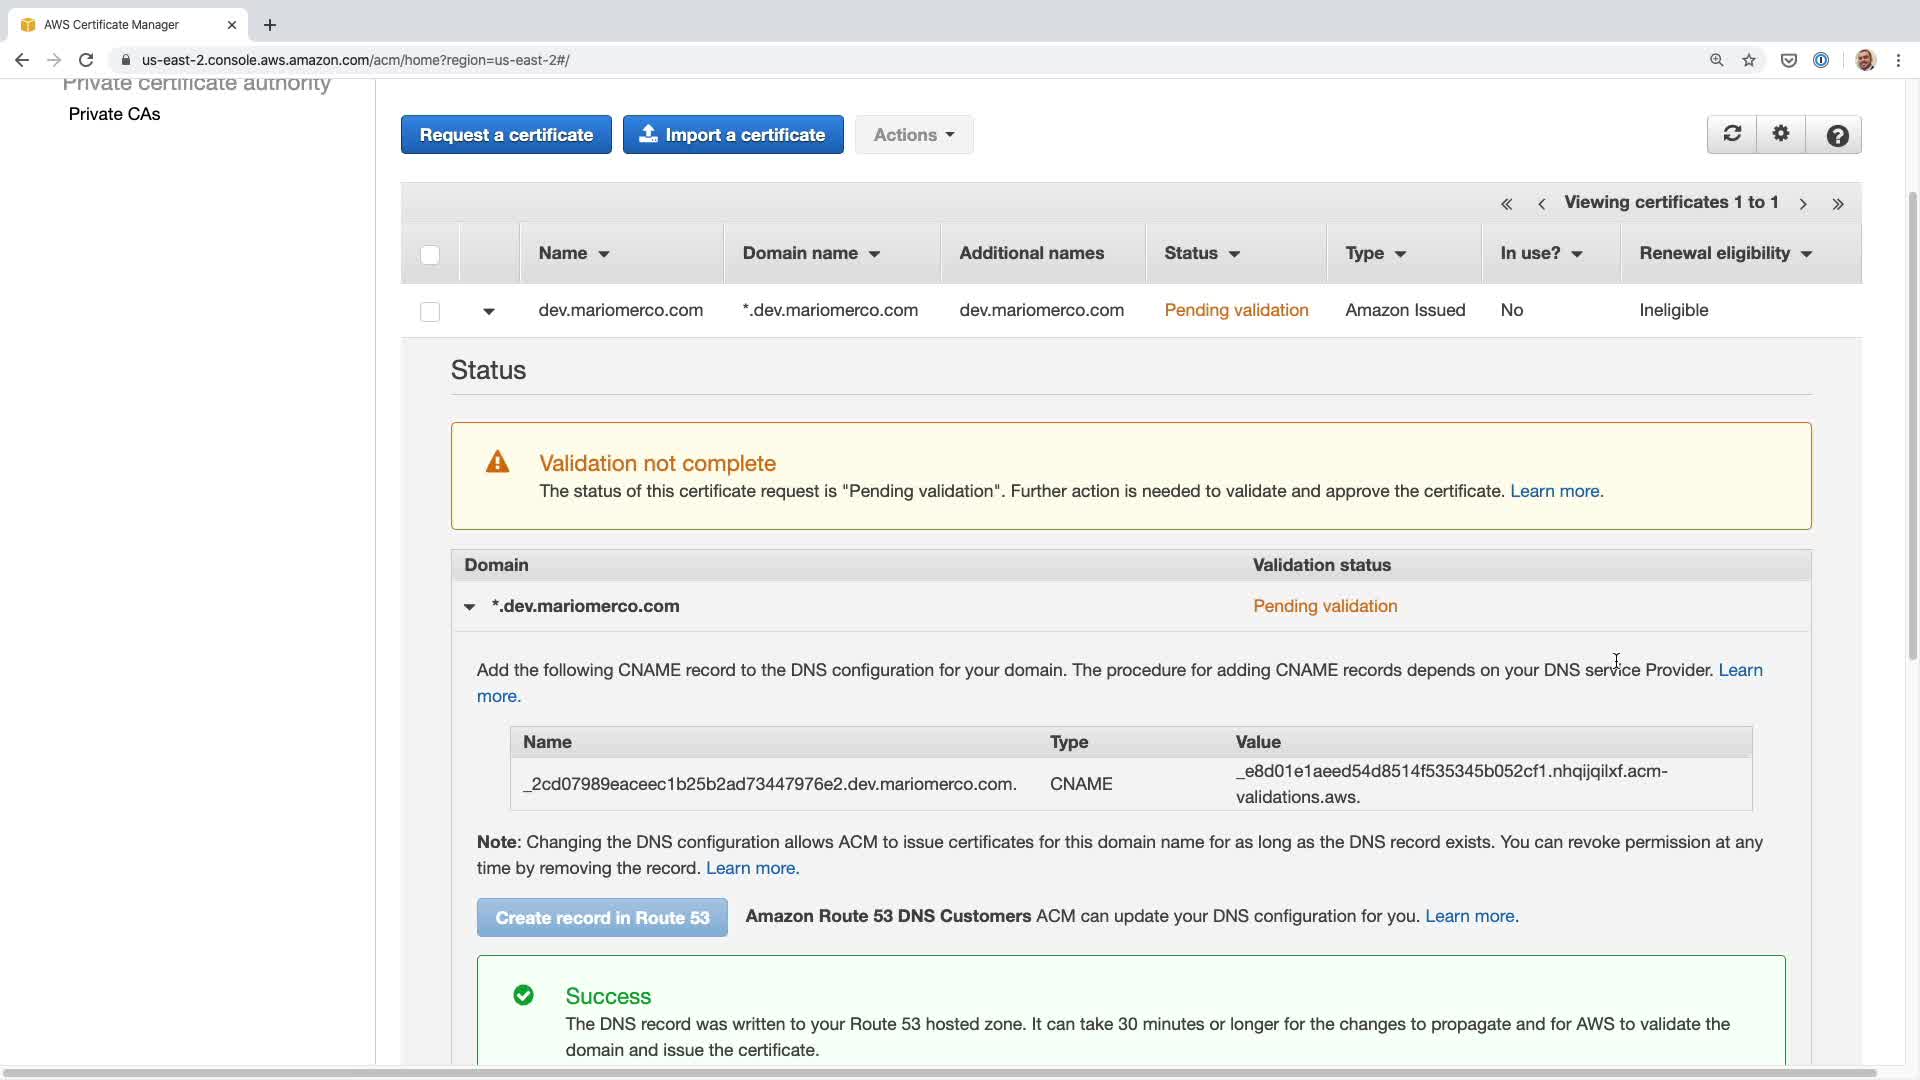 AWS Certificate Manager
us-east-2.console.aws.amazon.com/acm/home?region=us-east-2#/
Private certificate authority
Private CAs
Request a certificate
Import a certificate
Actions
Viewing certificates 1 to 1
Name Domain name Additional names Status Type In use? Renewal eligibility
dev.mariomerco.com *.dev.mariomerco.com dev.mariomerco.com Pending validation Amazon Issued No Ineligible
Status
Validation not complete
The status of this certificate request is "Pending validation". Further action is needed to validate and approve the certificate. Learn more.
Domain Validation status
*.dev.mariomerco.com Pending validation
Add the following CNAME record to the DNS configuration for your domain. The procedure for adding CNAME records depends on your DNS service Provider. Learn
more.
Name Type Value
_2cd07989eaceec1b25b2ad73447976e2.dev.mariomerco.com. CNAME _e8d01e1aeed54d8514f535345b052cf1.nhqijqilxf.acm-
validations.aws.
Note: Changing the DNS configuration allows ACM to issue certificates for this domain name for as long as the DNS record exists. You can revoke permission at any
time by removing the record. Learn more.
Create record in Route 53 Amazon Route 53 DNS Customers ACM can update your DNS configuration for you. Learn more.
Success
The DNS record was written to your Route 53 hosted zone. It can take 30 minutes or longer for the changes to propagate and for AWS to validate the
domain and issue the certificate.